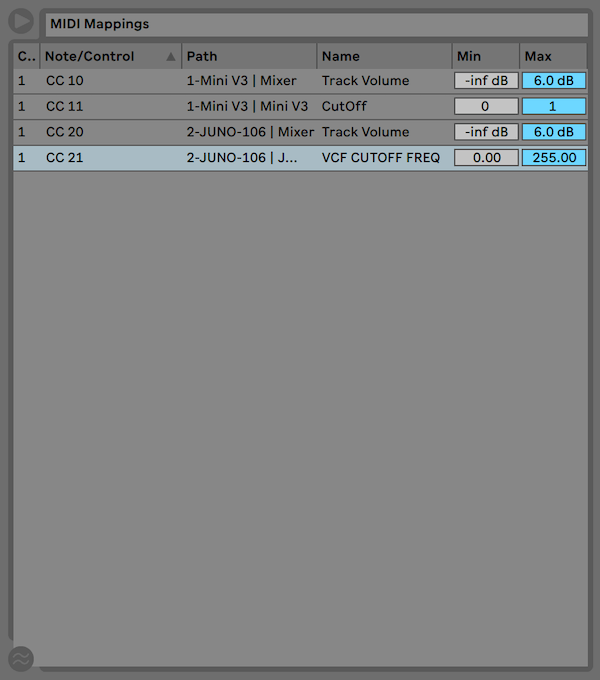 MIDI Mappings
C.. Note/Control Path Name Min Max
1 CC 10 1-Mini V3 | Mixer Track Volume -inf dB 6.0 dB
1 CC 11 1-Mini V3 | Mini V3 CutOff 0 1
1 CC 20 2-JUNO-106 | Mixer Track Volume -inf dB 6.0 dB
1 CC 21 2-JUNO-106 | J... VCF CUTOFF FREQ 0.00 255.00